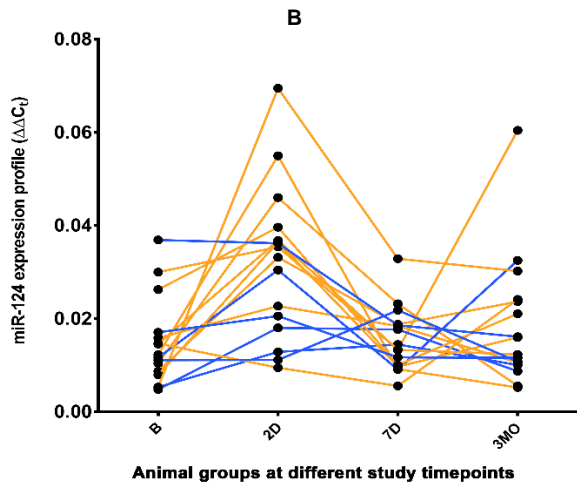 B
0.08
0.06
0.04
0.02
0.00
miR-124 expression profile (ΔΔCt)
B
2D
7D
3MO
Animal groups at different study timepoints